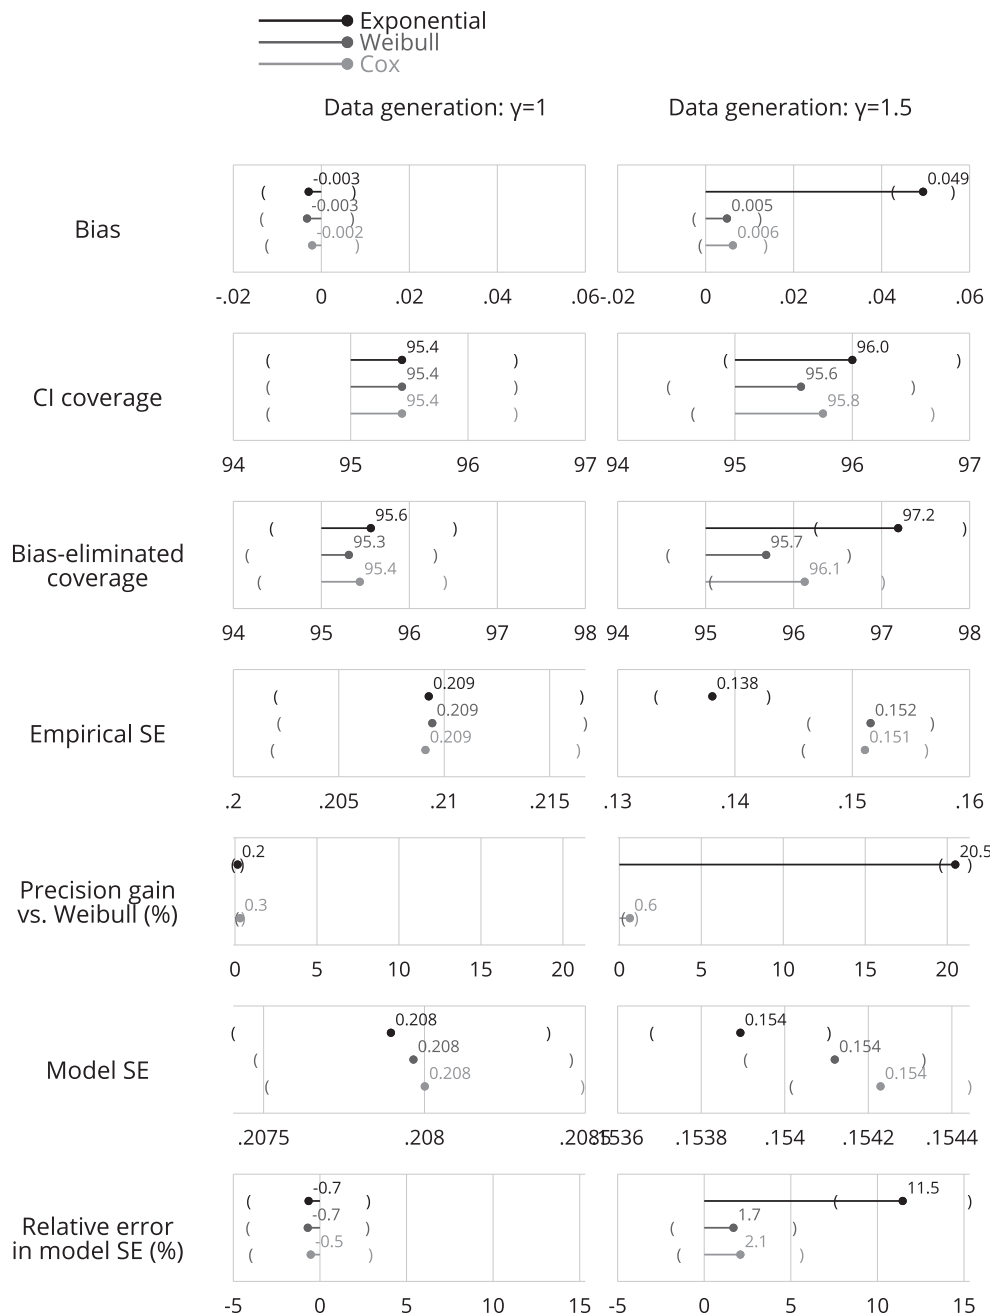 Exponential
Weibull
Cox
Data generation: γ=1
Data generation: γ=1.5
Bias
-0.003
-0.003
-0.002
-.02 0 .02 .04 .06
0.049
0.005
0.006
-.02 0 .02 .04 .06
CI coverage
95.4
95.4
95.4
94 95 96 97
96.0
95.6
95.8
94 95 96 97
Bias-eliminated
coverage
95.6
95.3
95.4
94 95 96 97 98
97.2
95.7
96.1
94 95 96 97 98
Empirical SE
0.209
0.209
0.209
.2 .205 .21 .215
0.138
0.152
0.151
.13 .14 .15 .16
Precision gain
vs. Weibull (%)
0.2
0.3
0 5 10 15 20
20.5
0.6
0 5 10 15 20
Model SE
0.208
0.208
0.208
.2075 .208 .2085
0.154
0.154
0.154
.1536 .1538 .154 .1542 .1544
Relative error
in model SE (%)
-0.7
-0.7
-0.5
-5 0 5 10 15
11.5
1.7
2.1
-5 0 5 10 15